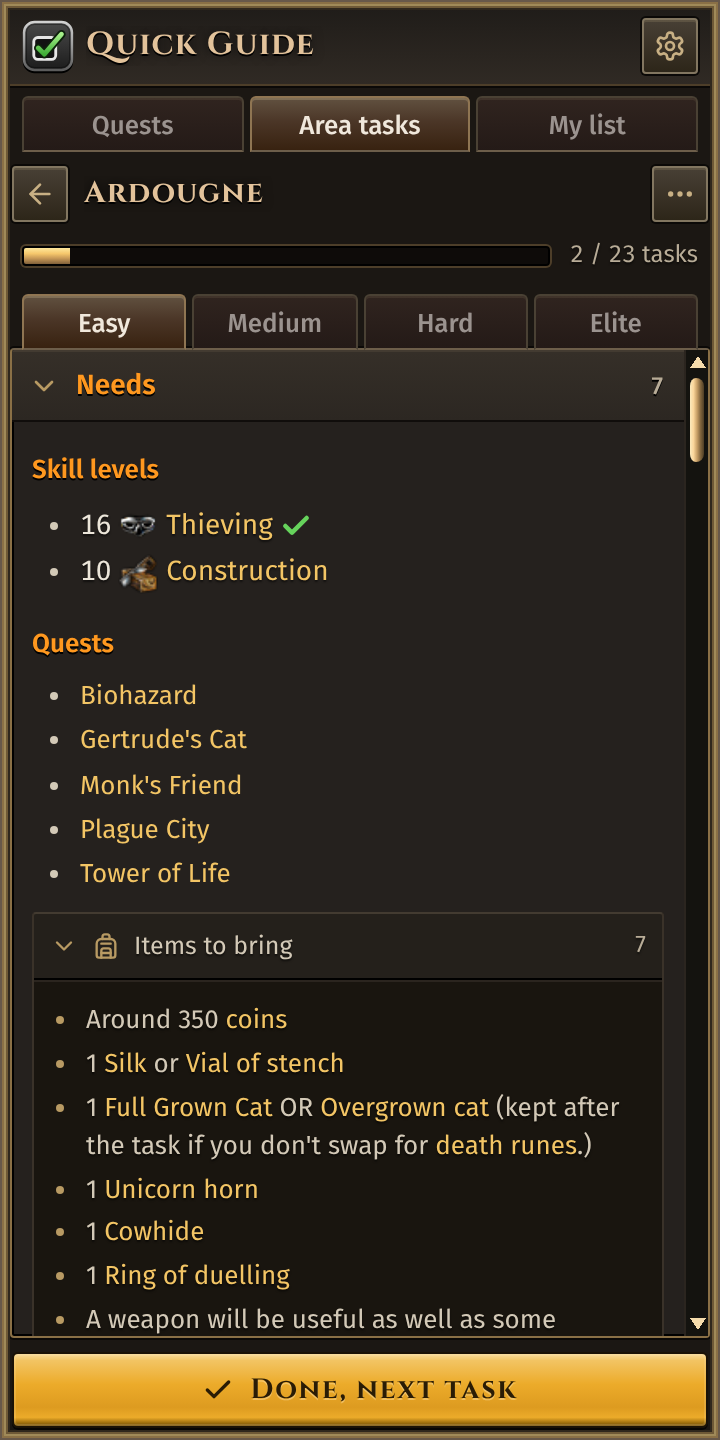 Quick Guide
Quests
Area tasks
My list
Ardougne
2 / 23 tasks
Easy
Medium
Hard
Elite
Needs
7
Skill levels
16 Thieving
10 Construction
Quests
Biohazard
Gertrude's Cat
Monk's Friend
Plague City
Tower of Life
Items to bring
7
Around 350 coins
1 Silk or Vial of stench
1 Full Grown Cat OR Overgrown cat (kept after
the task if you don't swap for death runes.)
1 Unicorn horn
1 Cowhide
1 Ring of duelling
A weapon will be useful as well as some
Done, next task